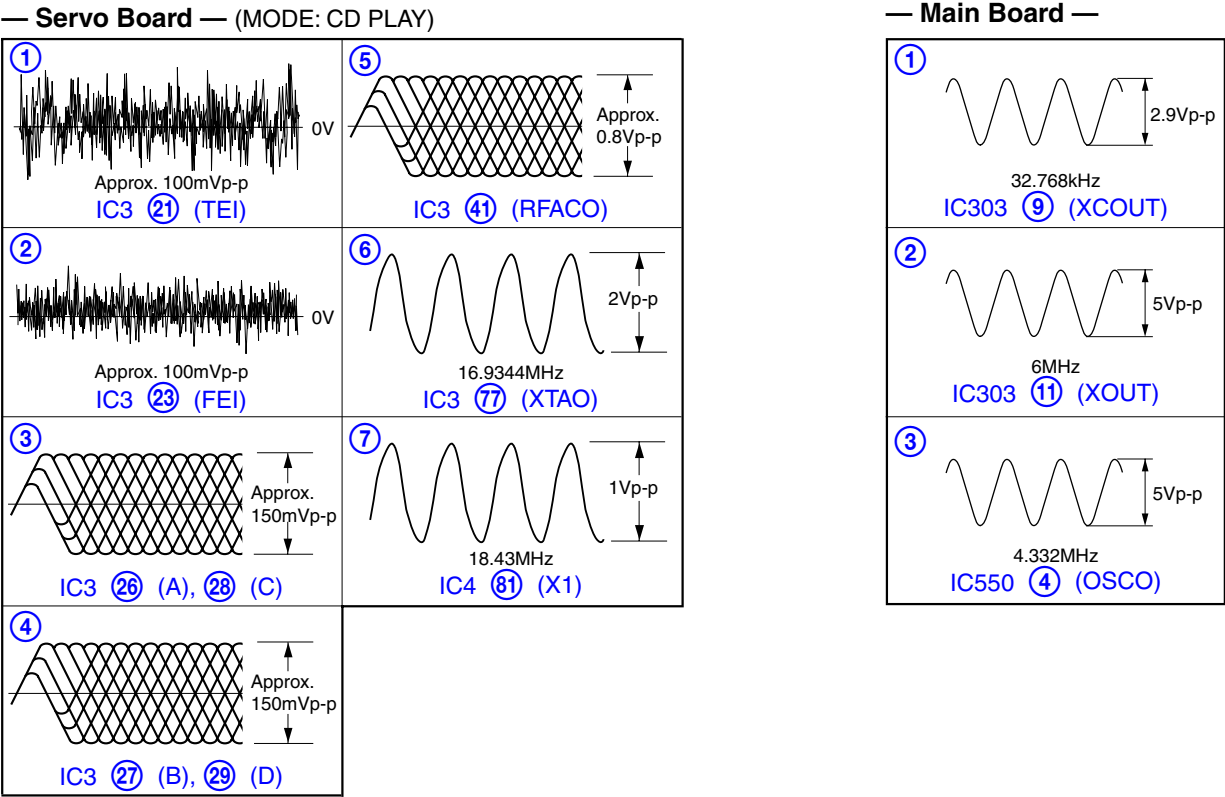 — Servo Board — (MODE: CD PLAY)
1
0V
Approx. 100mVp-p
IC3 21 (TEI)
2
0V
Approx. 100mVp-p
IC3 23 (FEI)
3
Approx.
150mVp-p
IC3 26 (A), 28 (C)
4
Approx.
150mVp-p
IC3 27 (B), 29 (D)
5
Approx.
0.8Vp-p
IC3 41 (RFACO)
6
2Vp-p
16.9344MHz
IC3 77 (XTAO)
7
1Vp-p
18.43MHz
IC4 81 (X1)
— Main Board —
1
2.9Vp-p
32.768kHz
IC303 9 (XCOUT)
2
5Vp-p
6MHz
IC303 11 (XOUT)
3
5Vp-p
4.332MHz
IC550 4 (OSCO)